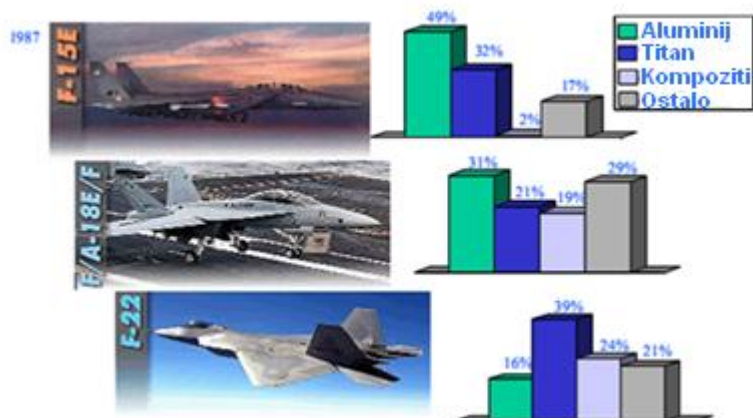 1987
F-15E
49%
32%
2%
17%
Aluminij
Titan
Kompoziti
Ostalo
F/A-18E/F
31%
21%
19%
29%
F-22
16%
39%
24%
21%